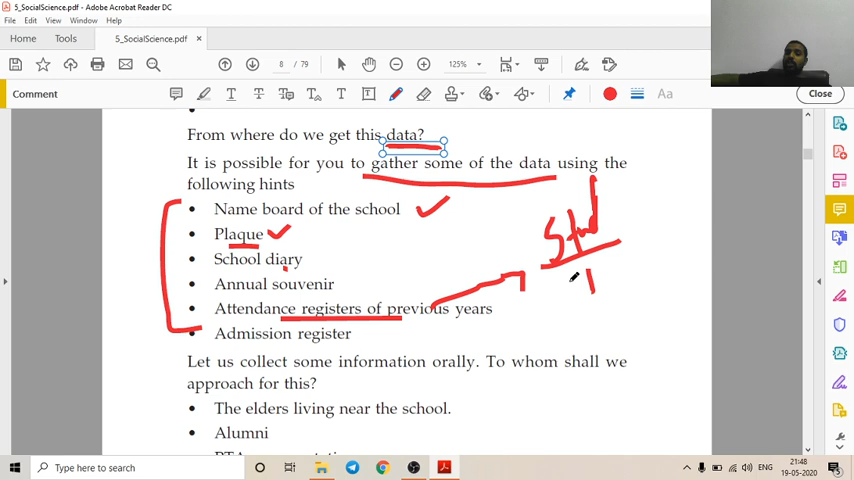 5_SocialScience.pdf - Adobe Acrobat Reader DC
File Edit View Window Help
Home Tools 5_SocialScience.pdf ×
8 / 79 125%
Comment Close
From where do we get this data?
It is possible for you to gather some of the data using the
following hints
• Name board of the school
• Plaque
• School diary
• Annual souvenir
• Attendance registers of previous years
• Admission register
Stud
Let us collect some information orally. To whom shall we
approach for this?
• The elders living near the school.
• Alumni
Type here to search
ENG
21:48
19-05-2020